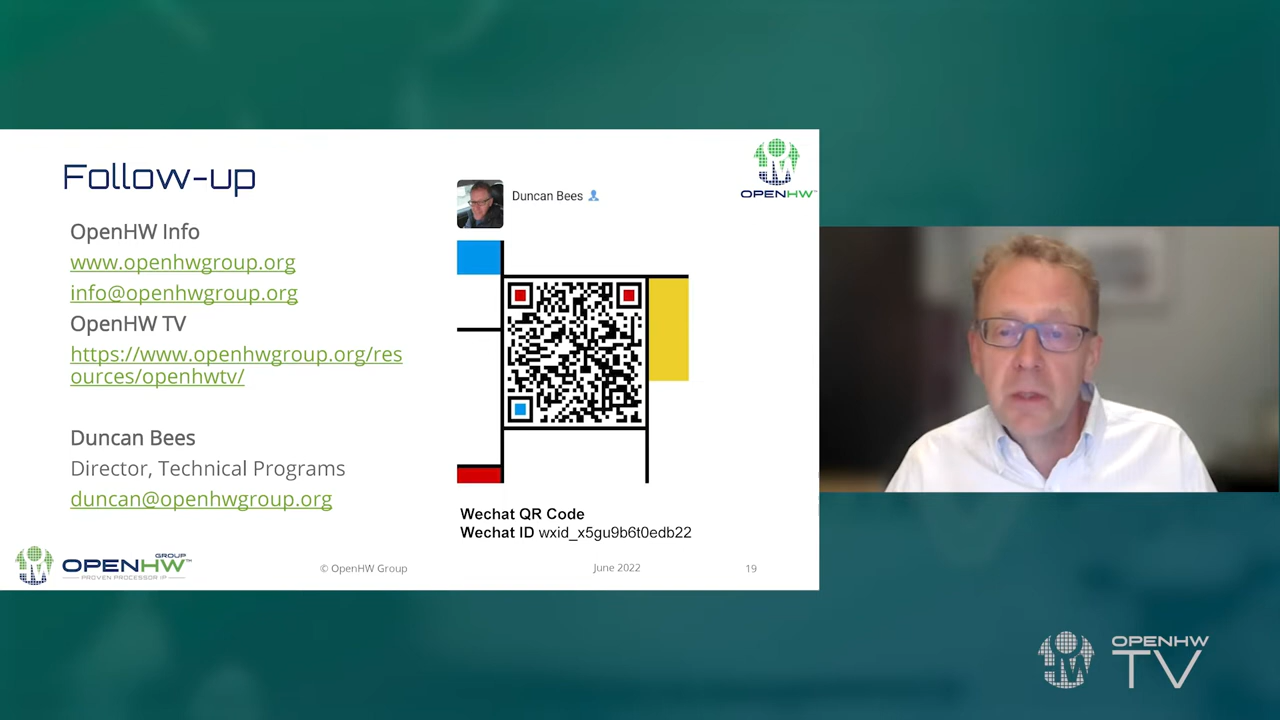 Follow-up
OpenHW Info
www.openhwgroup.org
info@openhwgroup.org
OpenHW TV
https://www.openhwgroup.org/res
ources/openhwtv/
Duncan Bees
Director, Technical Programs
duncan@openhwgroup.org
Duncan Bees
Wechat QR Code
Wechat ID wxid_x5gu9b6t0edb22
OPENHW™
GROUP
OPENHW™
PROVEN PROCESSOR IP
© OpenHW Group
June 2022
19
OPENHW
TV